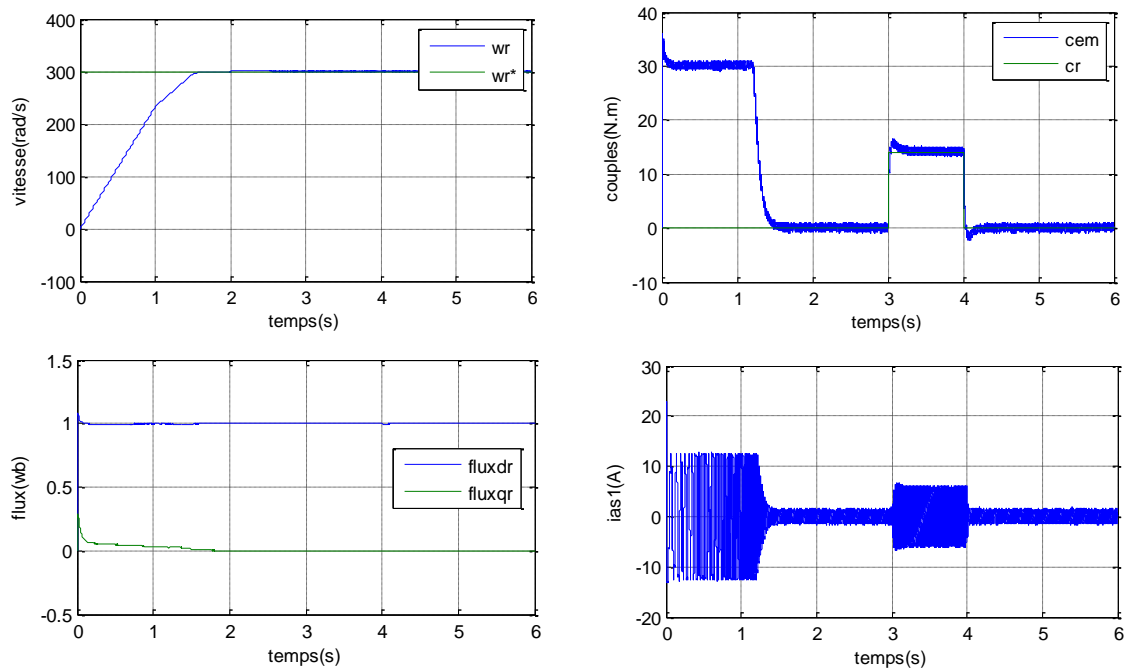 400
300
200
100
0
-100
vitesse(rad/s)
wr
wr*
0 1 2 3 4 5 6
temps(s)
40
30
20
10
0
-10
couples(N.m)
cem
cr
0 1 2 3 4 5 6
temps(s)
1.5
1
0.5
0
-0.5
flux(wb)
fluxdr
fluxqr
0 1 2 3 4 5 6
temps(s)
30
20
10
0
-10
-20
ias1(A)
0 1 2 3 4 5 6
temps(s)